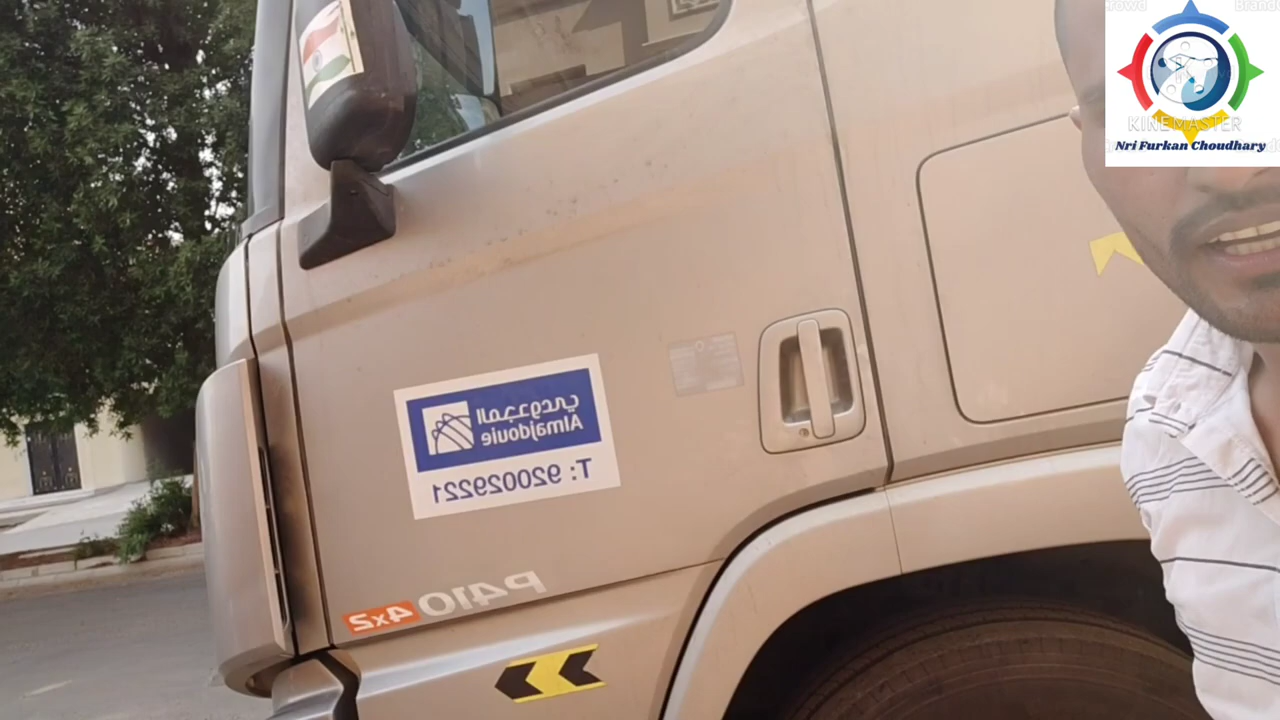 KINEMASTER
Nri Furkan Choudhary
المجدوعي
Almajdouie
T: 920029221
P410
4x2